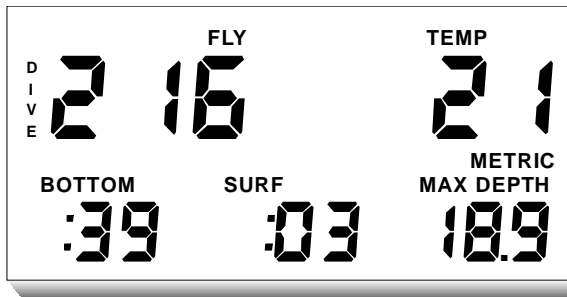 FLY TEMP
DIVE 2 16 21
METRIC
BOTTOM SURF MAX DEPTH
:39 :03 18.9